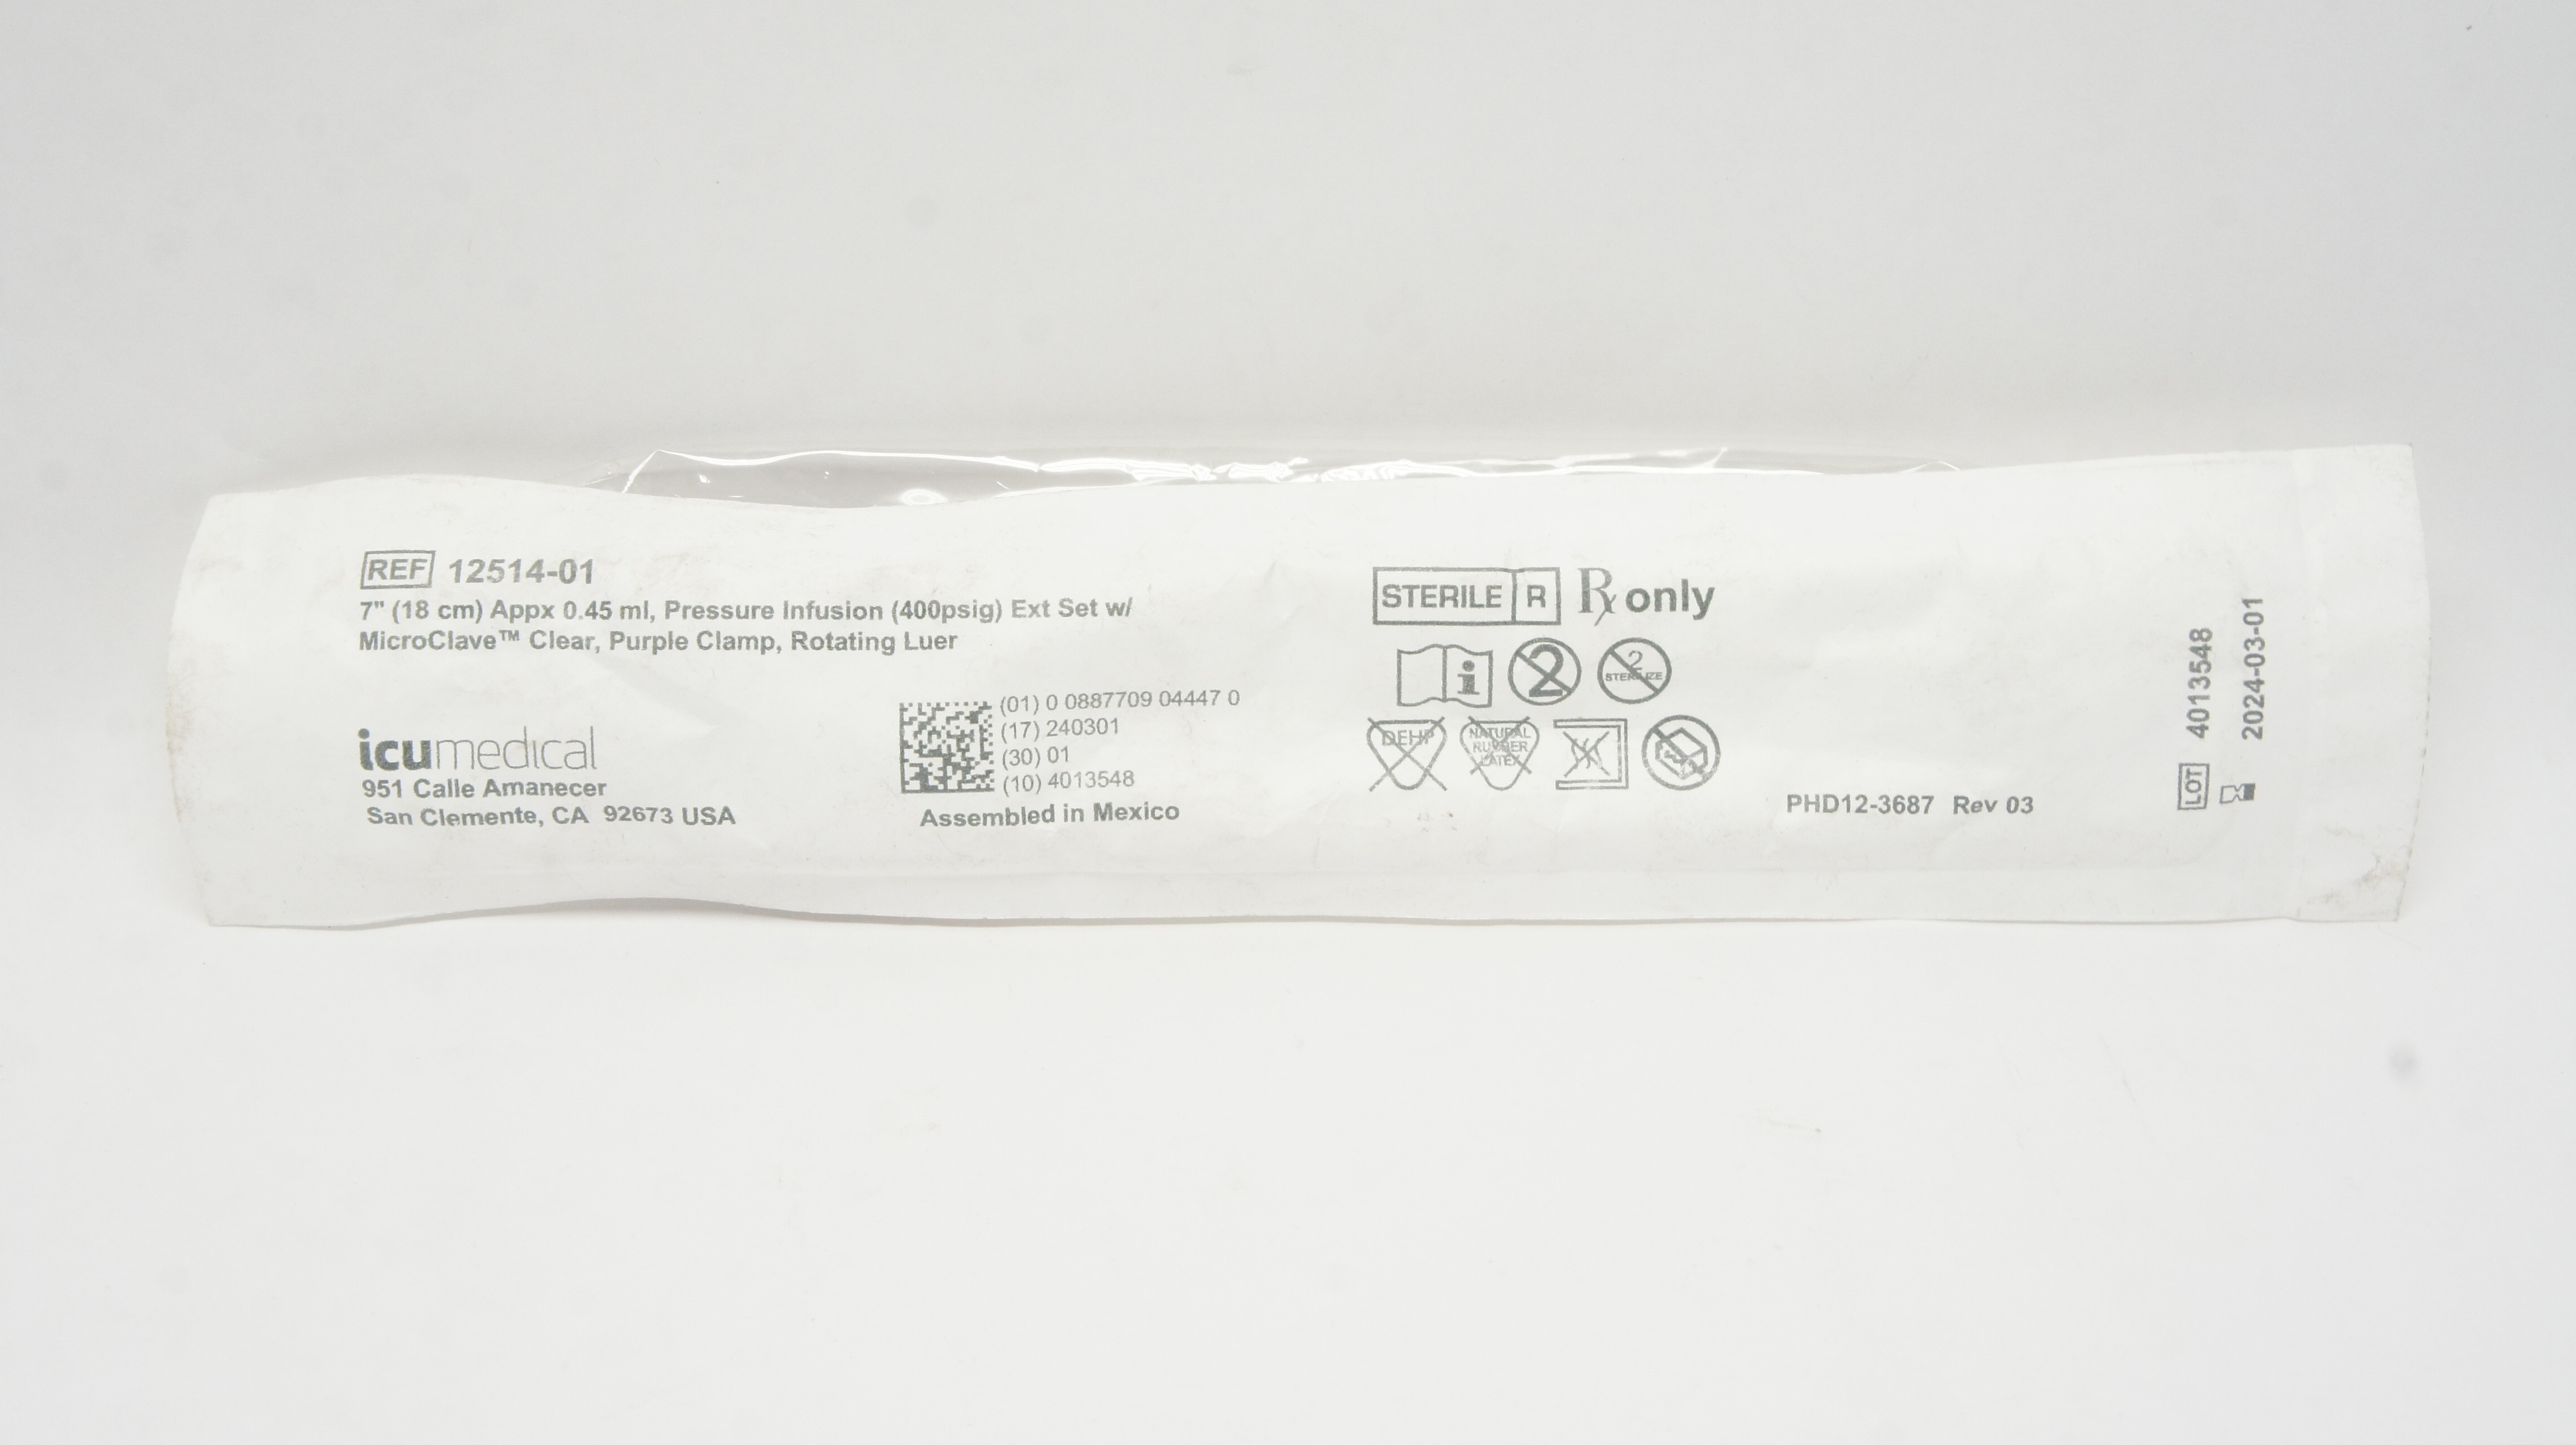 REF 12514-01
7" (18 cm) Appx 0.45 ml, Pressure Infusion (400psig) Ext Set w/
MicroClave™ Clear, Purple Clamp, Rotating Luer
icumedical
951 Calle Amanecer
San Clemente, CA 92673 USA
(01) 0 0887709 04447 0
(17) 240301
(30) 01
(10) 4013548
Assembled in Mexico
STERILE R Rx only
2
2
STERILIZE
DEHP
NATURAL
RUBBER
LATEX
PHD12-3687 Rev 03
LOT 4013548
2024-03-01